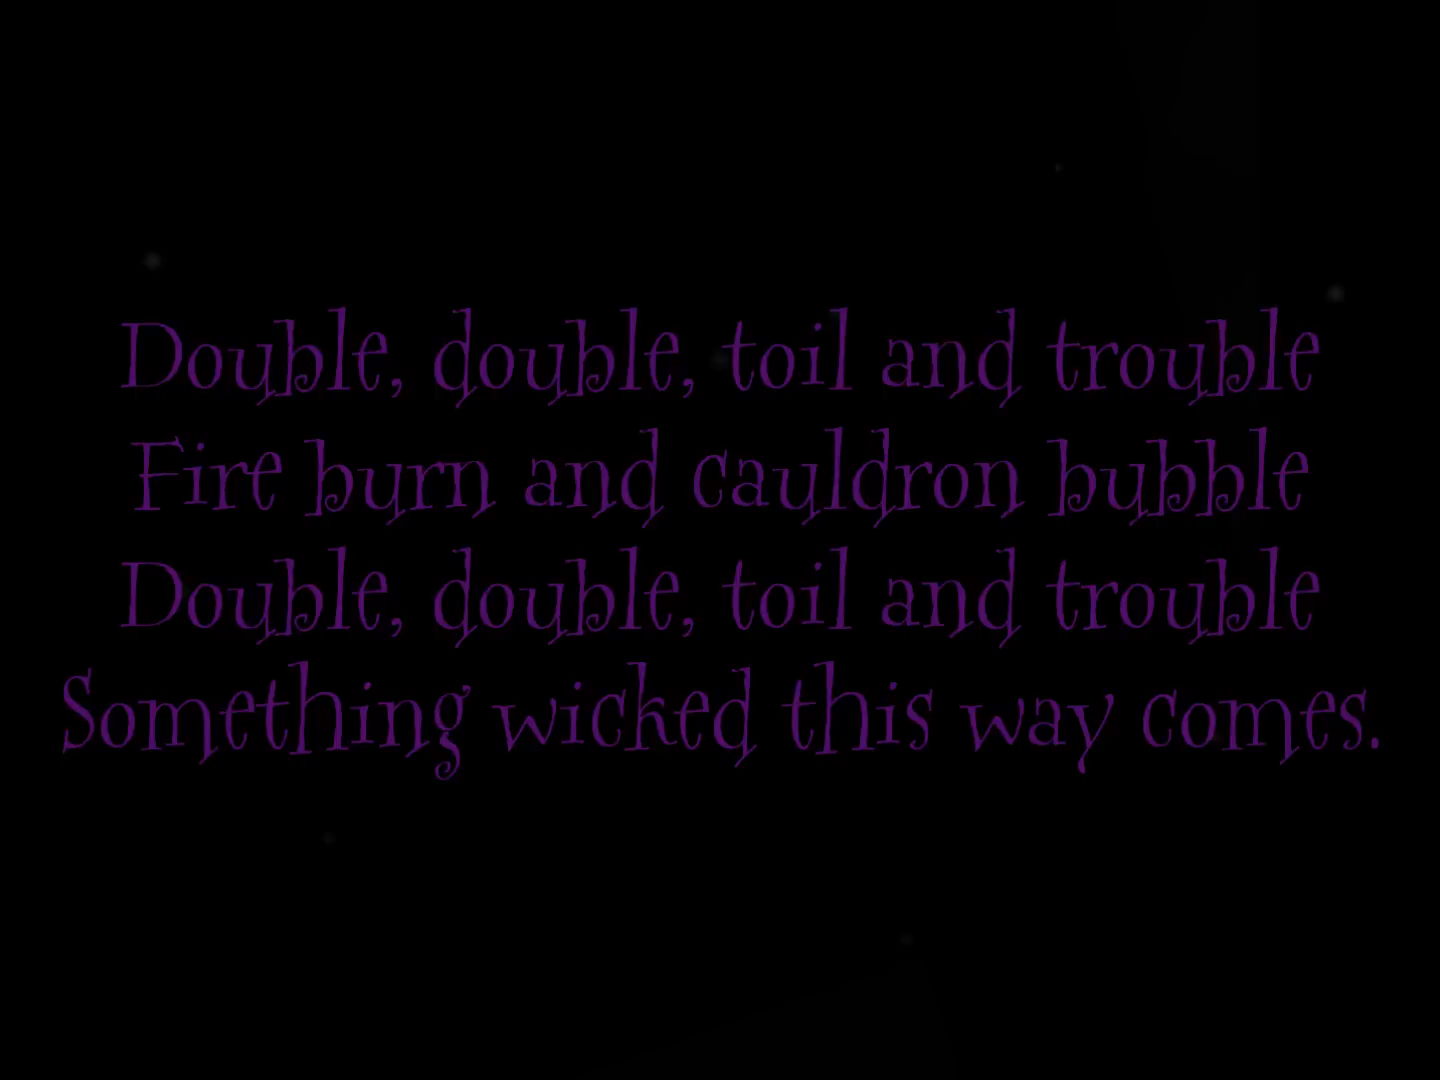 Double, double, toil and trouble
Fire burn and cauldron bubble
Double, double, toil and trouble
Something wicked this way comes.